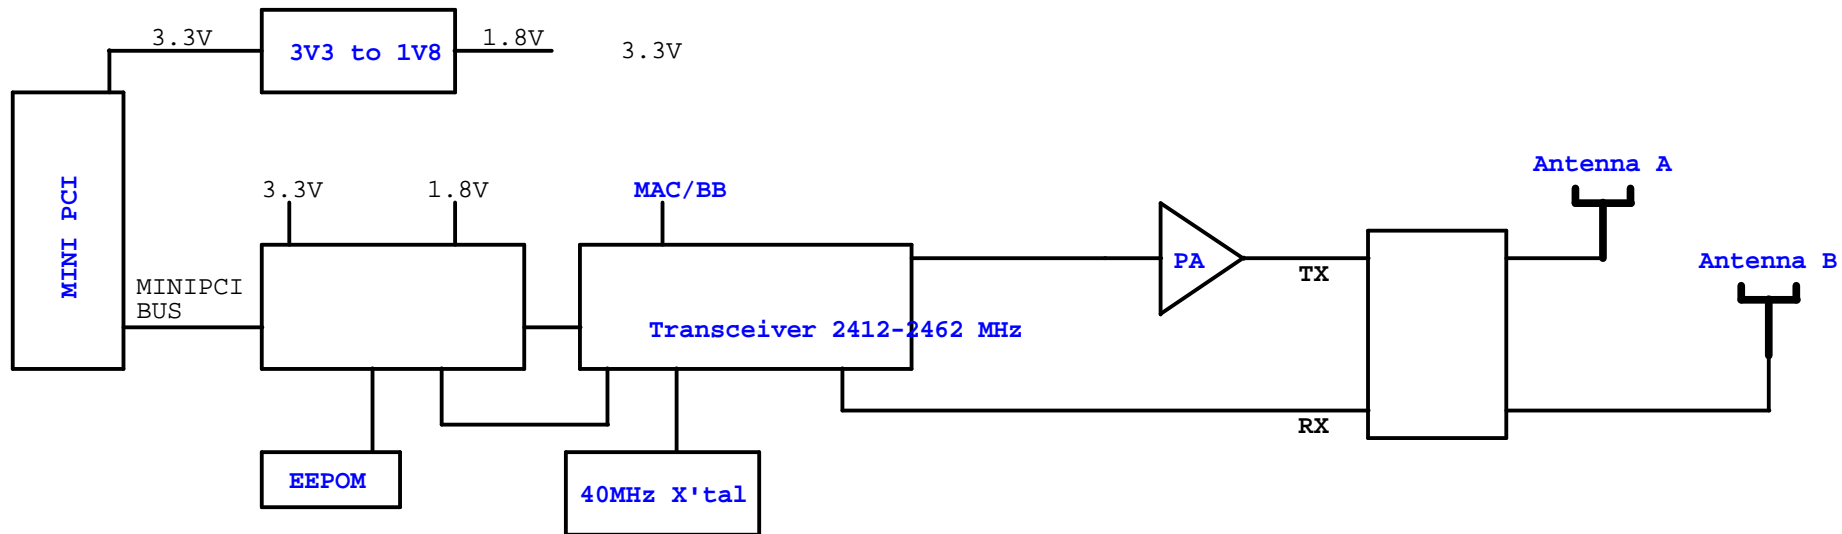 3.3V
3V3 to 1V8
1.8V
3.3V
MINI PCI
3.3V
1.8V
MAC/BB
Antenna A
Antenna B
PA
TX
MINIPCI
BUS
Transceiver 2412-2462 MHz
RX
EEPOM
40MHz X'tal